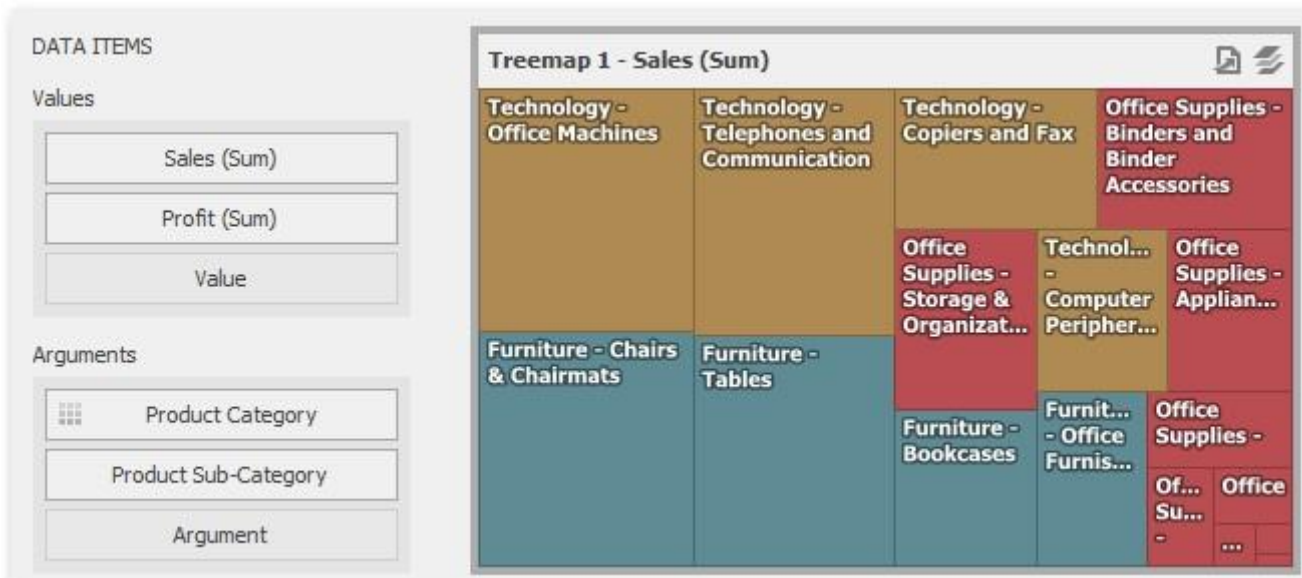 DATA ITEMS
Values
Sales (Sum)
Profit (Sum)
Value
Arguments
Product Category
Product Sub-Category
Argument
Treemap 1 - Sales (Sum)
Technology -
Office Machines
Technology -
Telephones and
Communication
Technology -
Copiers and Fax
Office Supplies -
Binders and
Binder
Accessories
Office
Supplies -
Storage &
Organizat...
Technol...
-
Computer
Peripher...
Office
Supplies -
Applian...
Furniture - Chairs
& Chairmats
Furniture -
Tables
Furniture -
Bookcases
Furnit...
- Office
Furnis...
Office
Supplies -
Of...
Su...
-
Office
...